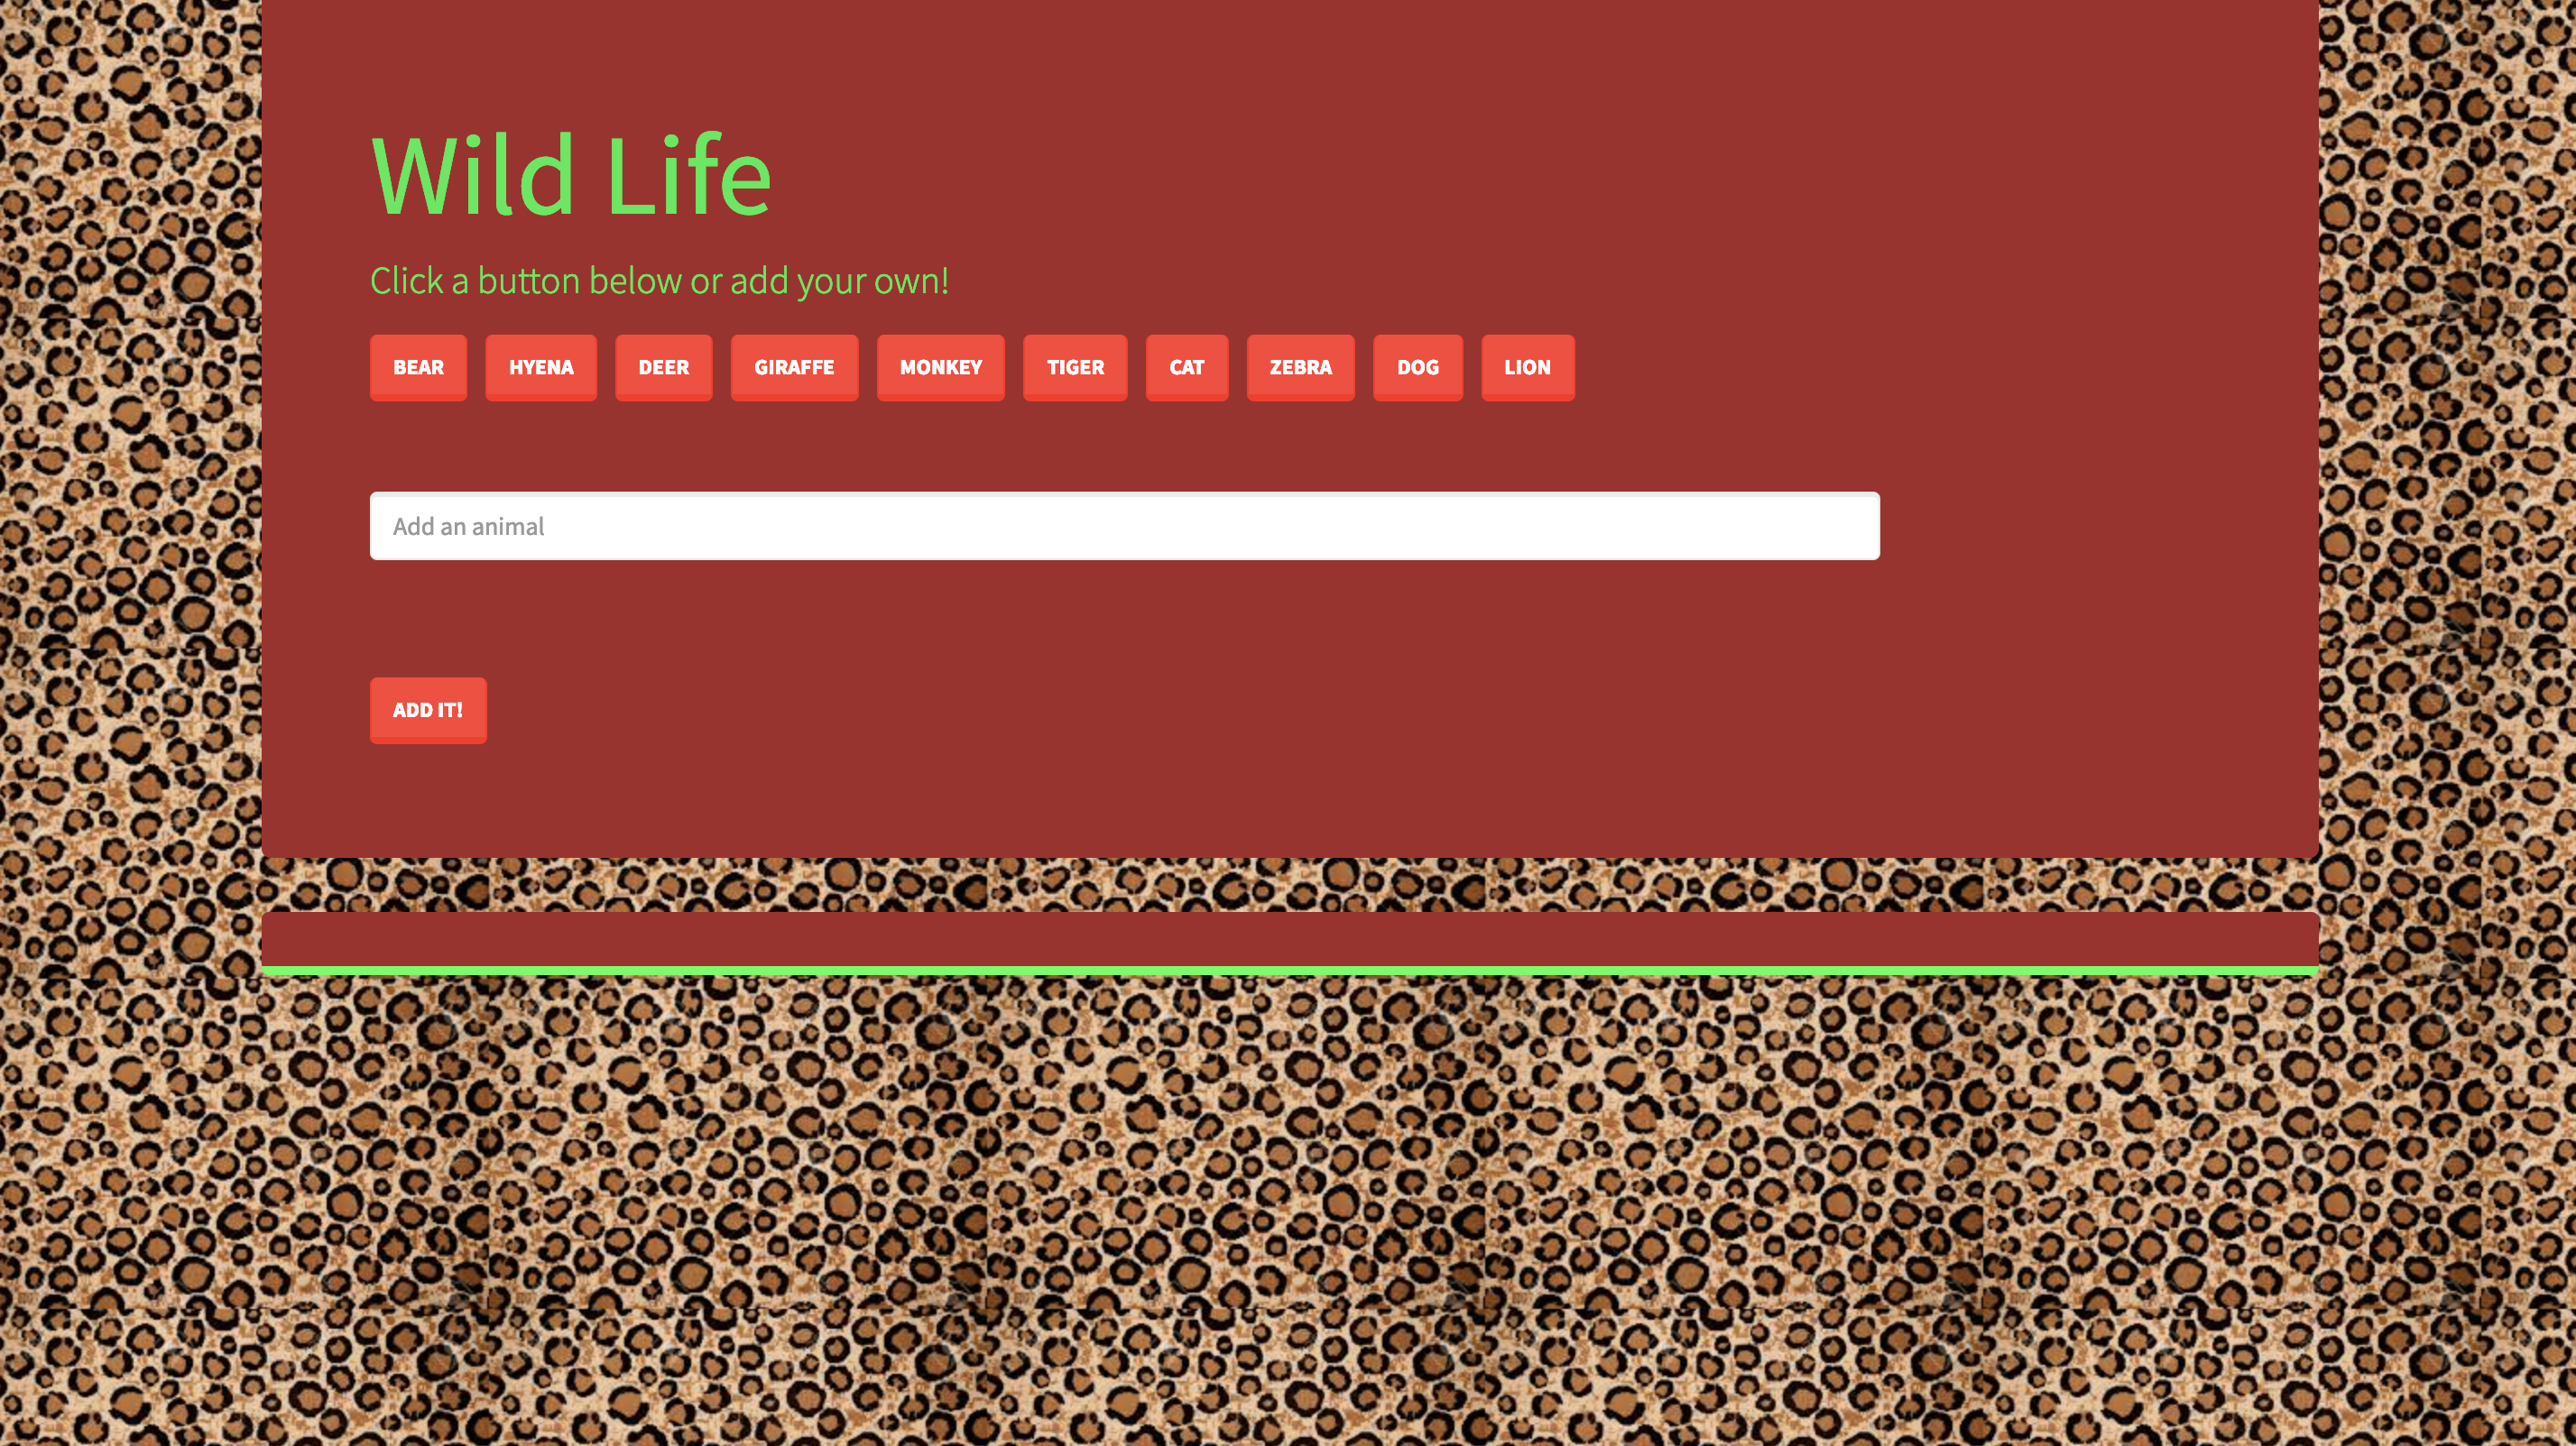 Wild Life
Click a button below or add your own!
BEAR HYENA DEER GIRAFFE MONKEY TIGER CAT ZEBRA DOG LION
Add an animal
ADD IT!